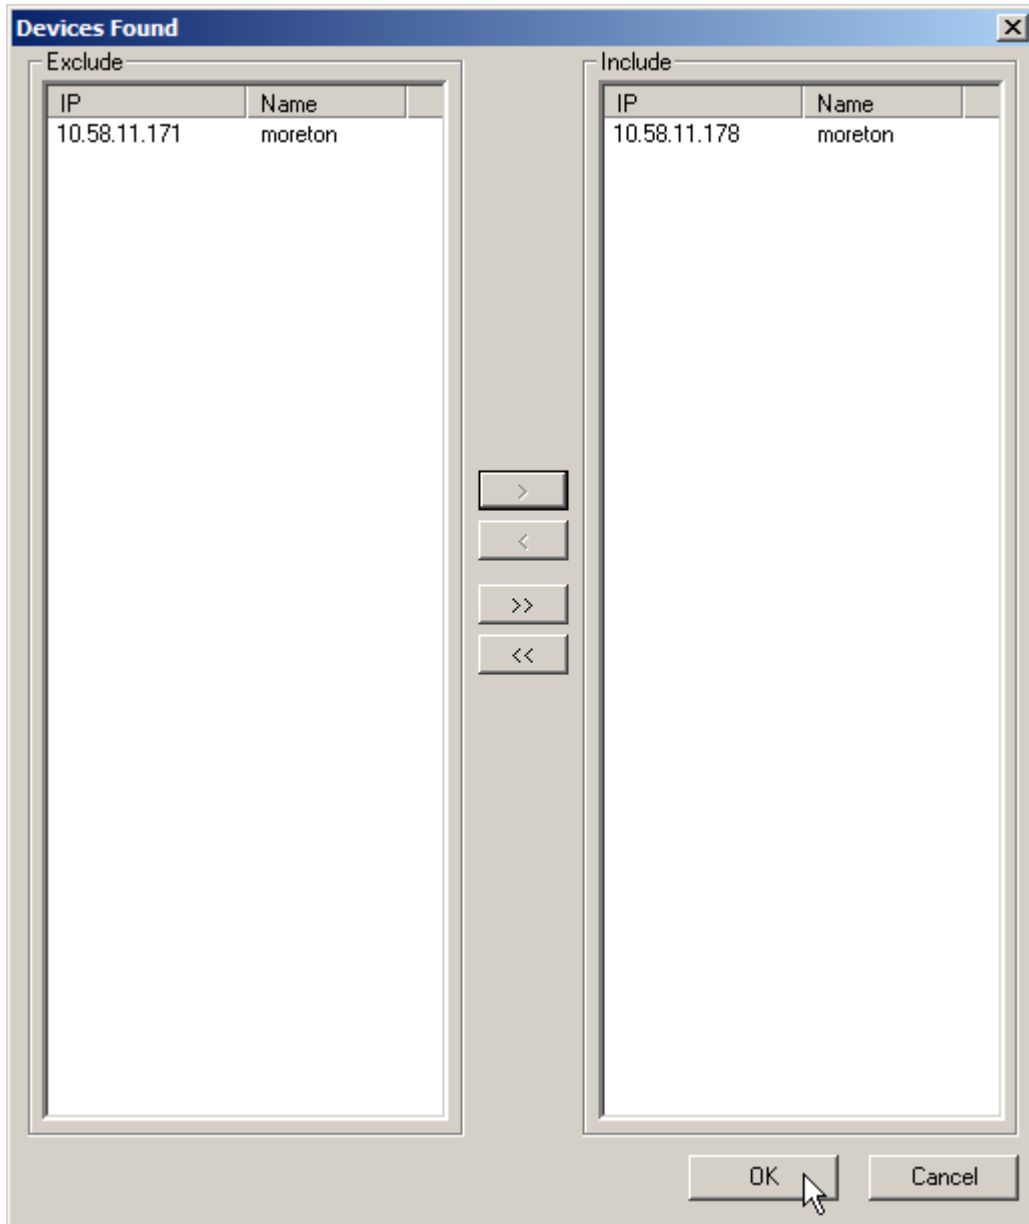 Devices Found
Exclude
IP Name
10.58.11.171 moreton
>
<
>>
<<
Include
IP Name
10.58.11.178 moreton
OK Cancel